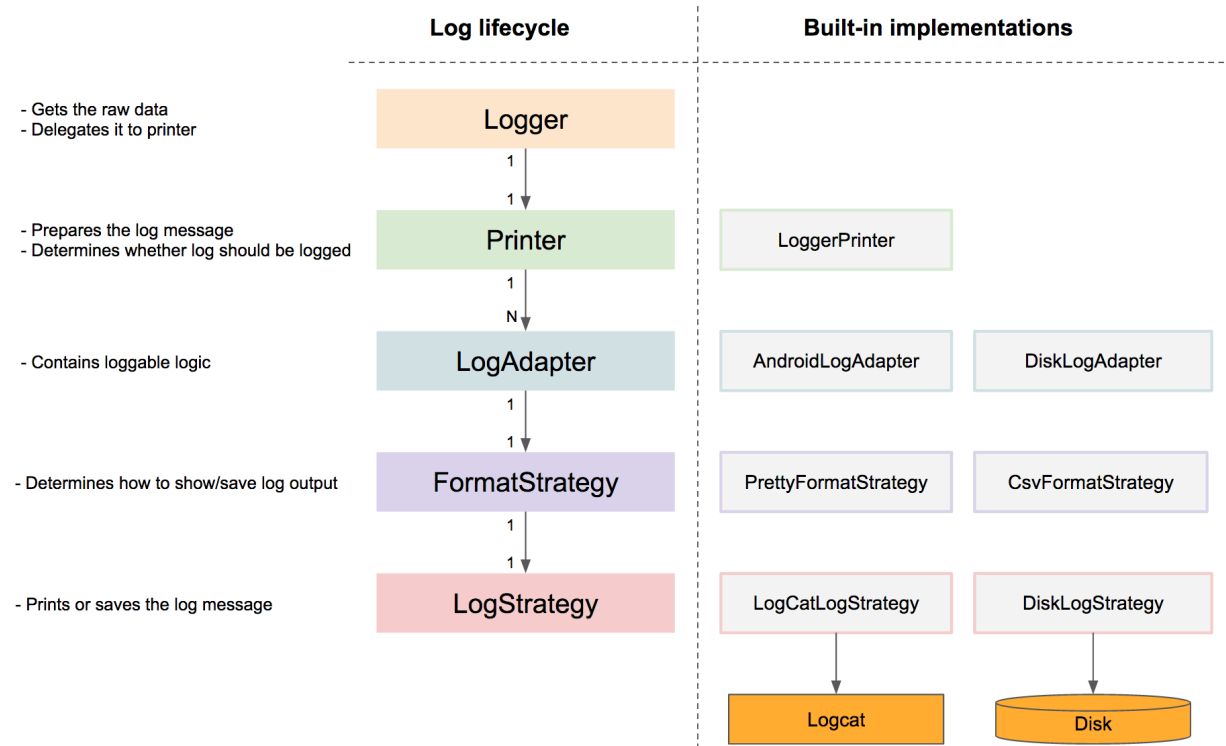 Log lifecycle
Built-in implementations
- Gets the raw data
- Delegates it to printer
Logger
1
1
- Prepares the log message
- Determines whether log should be logged
Printer
LoggerPrinter
1
N
- Contains loggable logic
LogAdapter
AndroidLogAdapter
DiskLogAdapter
1
1
- Determines how to show/save log output
FormatStrategy
PrettyFormatStrategy
CsvFormatStrategy
1
1
- Prints or saves the log message
LogStrategy
LogCatLogStrategy
DiskLogStrategy
Logcat
Disk